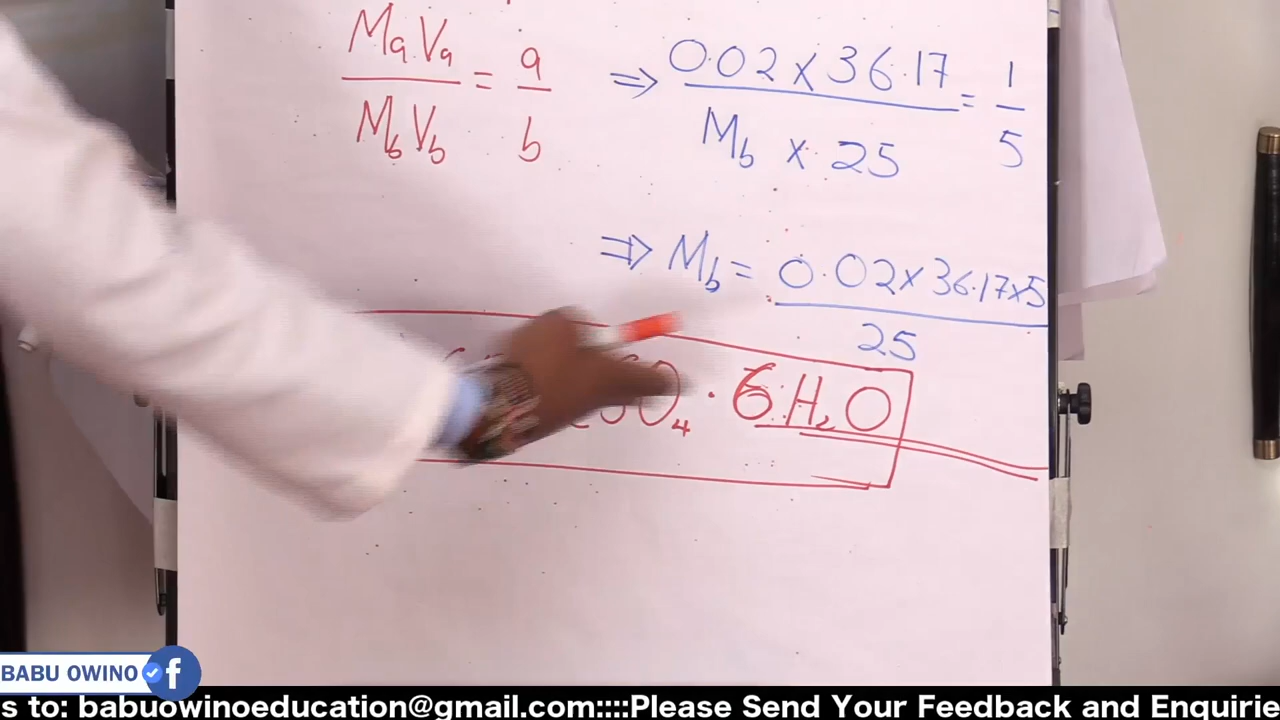 MaVa / MbVb = a / b ⇒ 0.02 x 36.17 / Mb x 25 = 1 / 5
⇒ Mb = 0.02 x 36.17 x 5 / 25
O4 · 6H2O
BABU OWINO
s to: babuowinoeducation@gmail.com::::Please Send Your Feedback and Enquirie